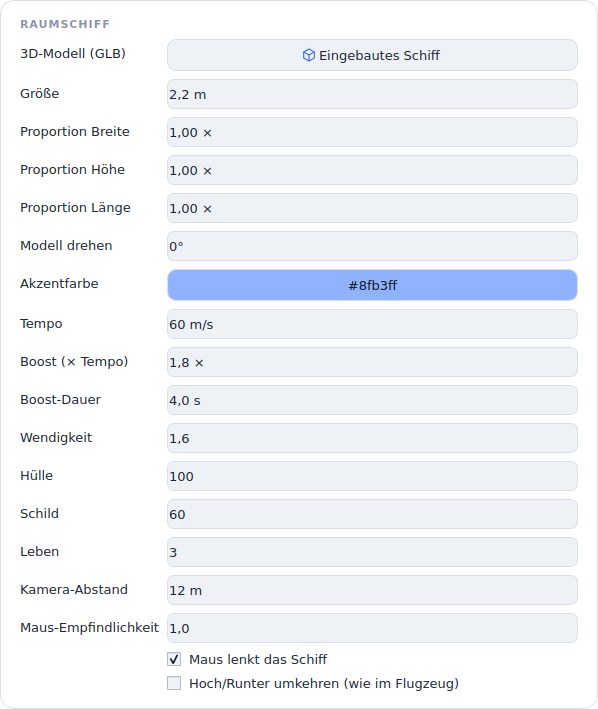 RAUMSCHIFF
3D-Modell (GLB) Eingebautes Schiff
Größe 2,2 m
Proportion Breite 1,00 ×
Proportion Höhe 1,00 ×
Proportion Länge 1,00 ×
Modell drehen 0°
Akzentfarbe #8fb3ff
Tempo 60 m/s
Boost (× Tempo) 1,8 ×
Boost-Dauer 4,0 s
Wendigkeit 1,6
Hülle 100
Schild 60
Leben 3
Kamera-Abstand 12 m
Maus-Empfindlichkeit 1,0
Maus lenkt das Schiff
Hoch/Runter umkehren (wie im Flugzeug)